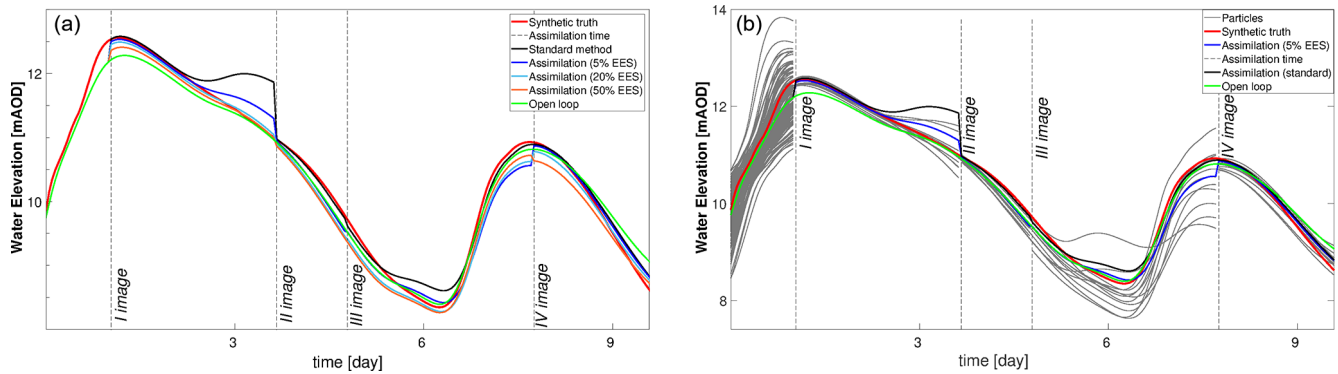 (a)
Synthetic truth
Assimilation time
Standard method
Assimilation (5% EES)
Assimilation (20% EES)
Assimilation (50% EES)
Open loop
Water Elevation [mAOD]
12
10
I image
II image
III image
IV image
3
6
9
time [day]
(b)
Particles
Synthetic truth
Assimilation (5% EES)
Assimilation time
Assimilation (standard)
Open loop
Water Elevation [mAOD]
14
12
10
8
I image
II image
III image
IV image
3
6
9
time [day]